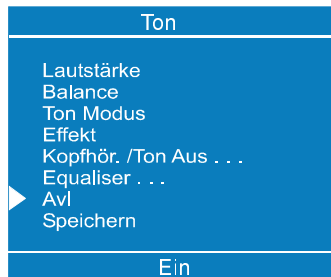 Ton
Lautstärke
Balance
Ton Modus
Effekt
Kopfhör. /Ton Aus . . .
Equaliser . . .
Avl
Speichern
Ein